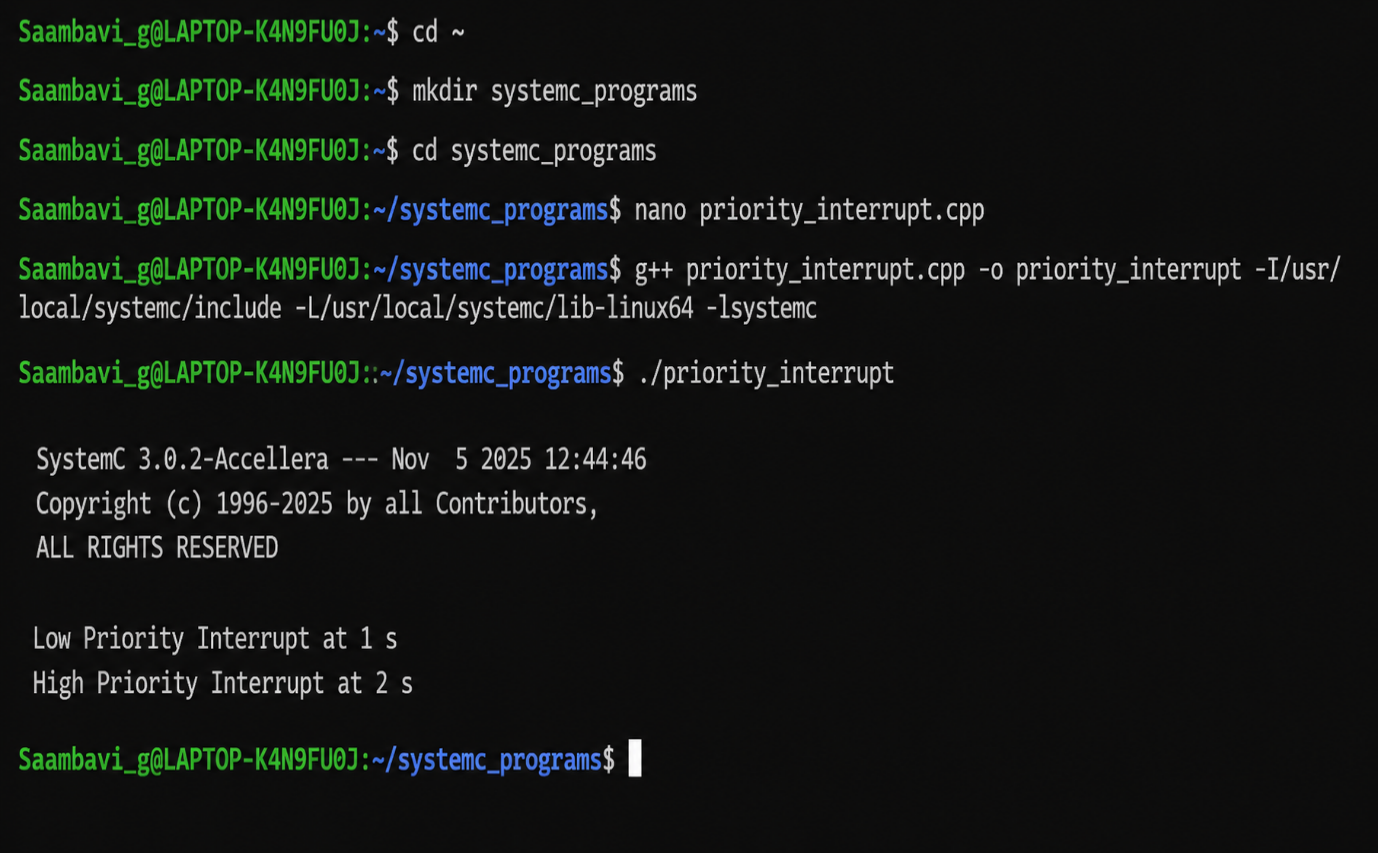 Saambavi_g@LAPTOP-K4N9FU0J:~$ cd ~
Saambavi_g@LAPTOP-K4N9FU0J:~$ mkdir systemc_programs
Saambavi_g@LAPTOP-K4N9FU0J:~$ cd systemc_programs
Saambavi_g@LAPTOP-K4N9FU0J:~/systemc_programs$ nano priority_interrupt.cpp
Saambavi_g@LAPTOP-K4N9FU0J:~/systemc_programs$ g++ priority_interrupt.cpp -o priority_interrupt -I/usr/
local/systemc/include -L/usr/local/systemc/lib-linux64 -lsystemc
Saambavi_g@LAPTOP-K4N9FU0J::~/systemc_programs$ ./priority_interrupt
SystemC 3.0.2-Accellera --- Nov  5 2025 12:44:46
Copyright (c) 1996-2025 by all Contributors,
ALL RIGHTS RESERVED
Low Priority Interrupt at 1 s
High Priority Interrupt at 2 s
Saambavi_g@LAPTOP-K4N9FU0J:~/systemc_programs$